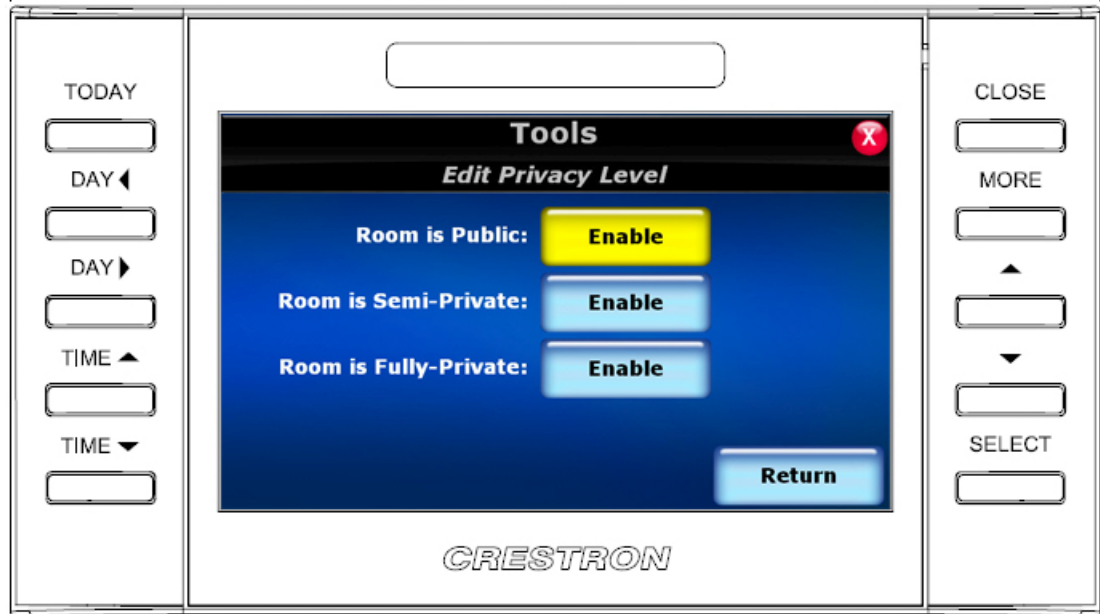 TODAY
DAY◀
DAY▶
TIME ▲
TIME ▼
Tools
X
Edit Privacy Level
Room is Public: Enable
Room is Semi-Private: Enable
Room is Fully-Private: Enable
Return
CRESTRON
CLOSE
MORE
▲
▼
SELECT